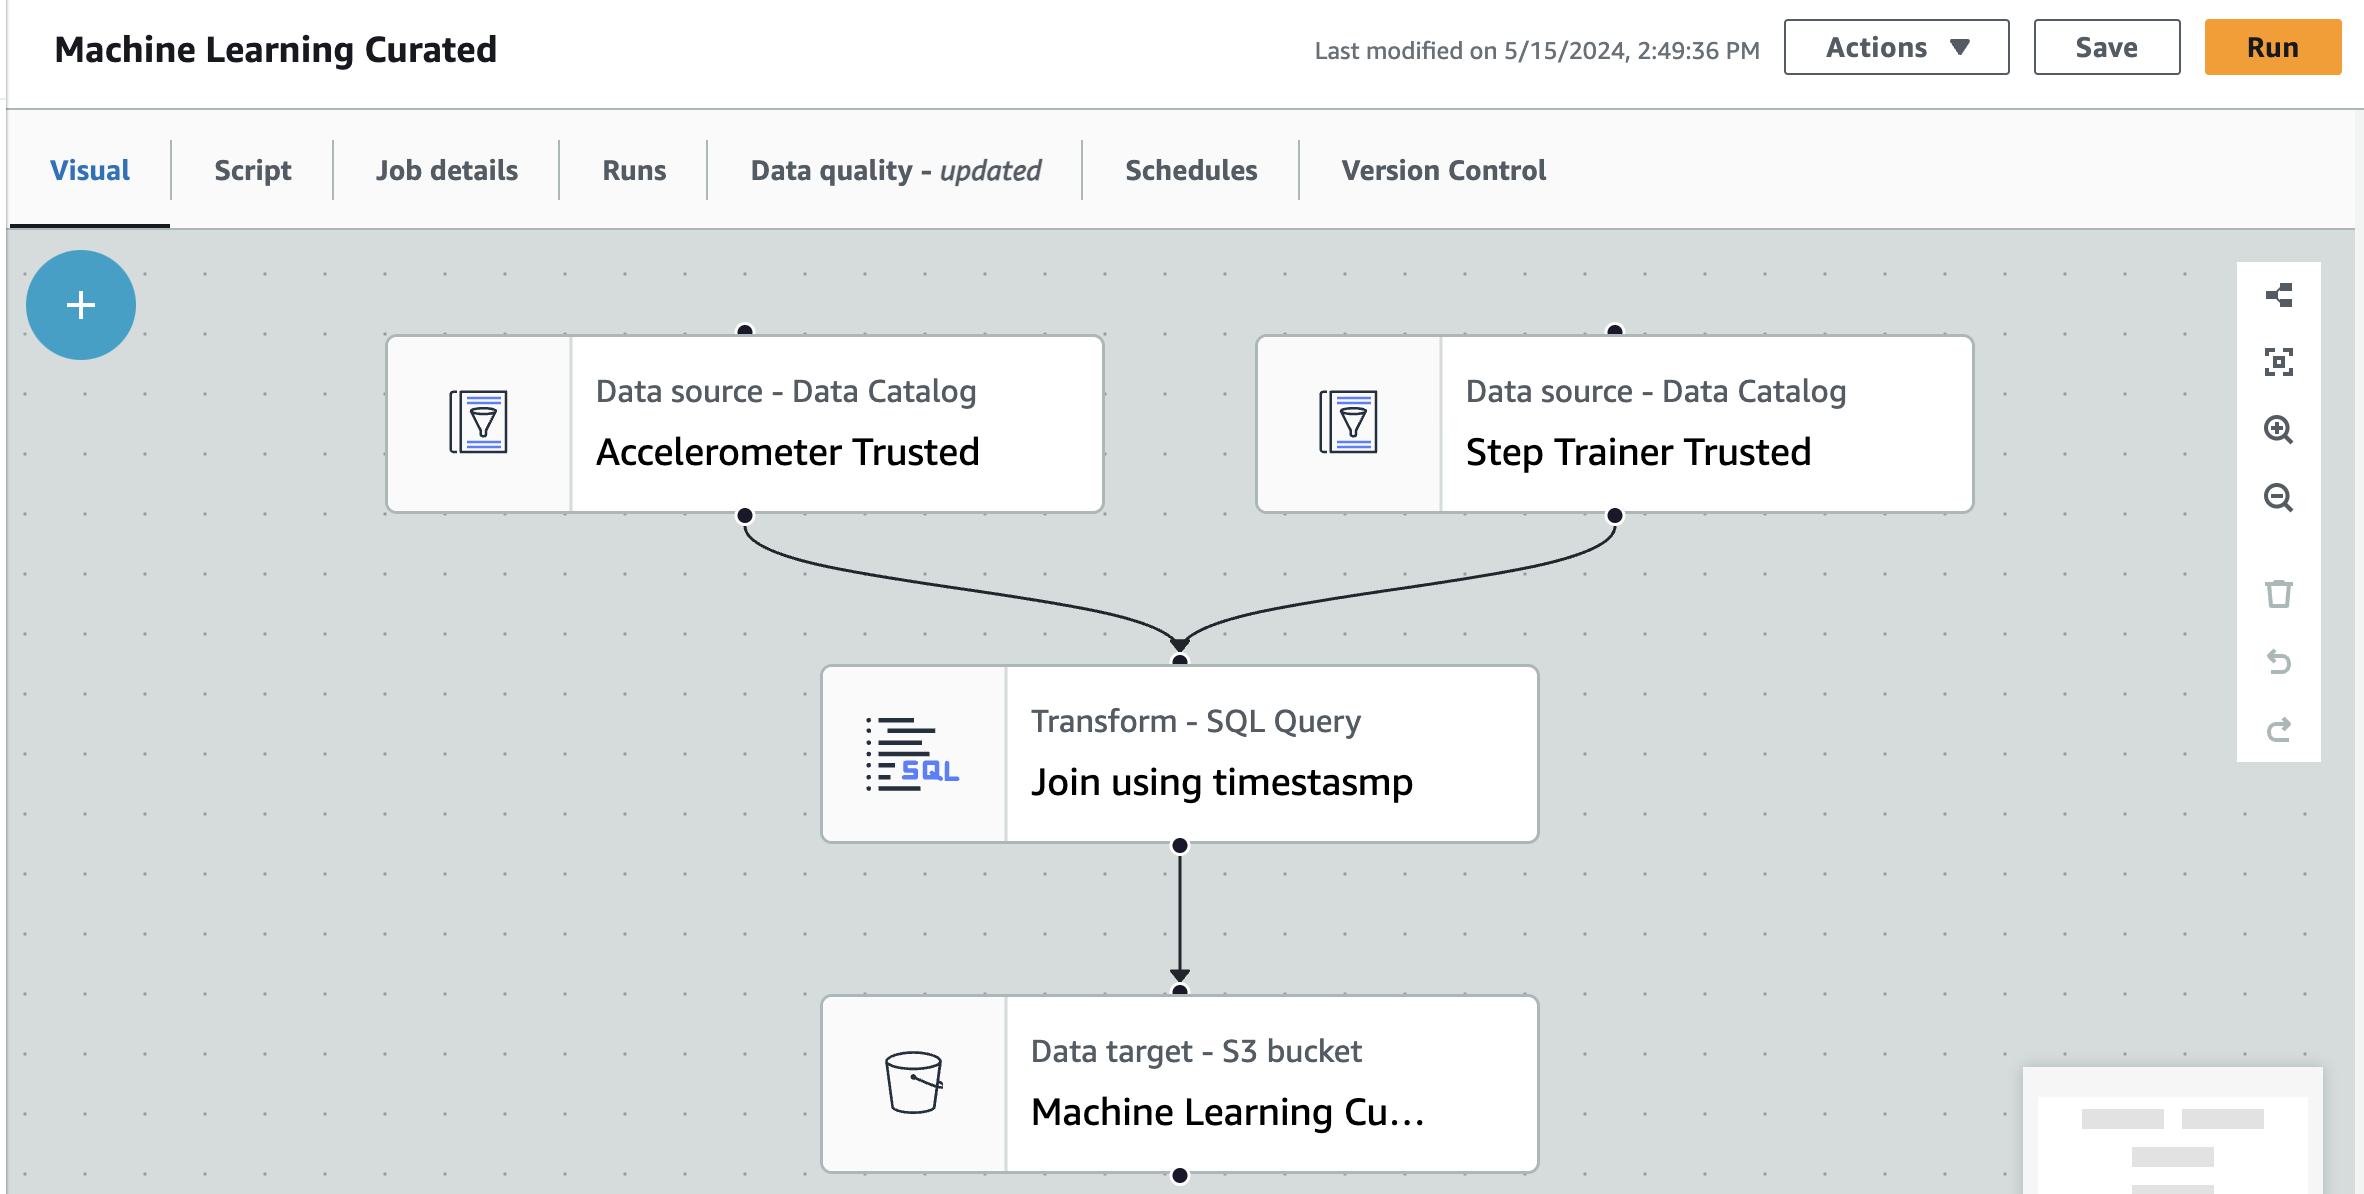 Machine Learning Curated
Last modified on 5/15/2024, 2:49:36 PM
Actions
Save
Run
Visual
Script
Job details
Runs
Data quality - updated
Schedules
Version Control
Data source - Data Catalog
Accelerometer Trusted
Data source - Data Catalog
Step Trainer Trusted
SQL
Transform - SQL Query
Join using timestasmp
Data target - S3 bucket
Machine Learning Cu...